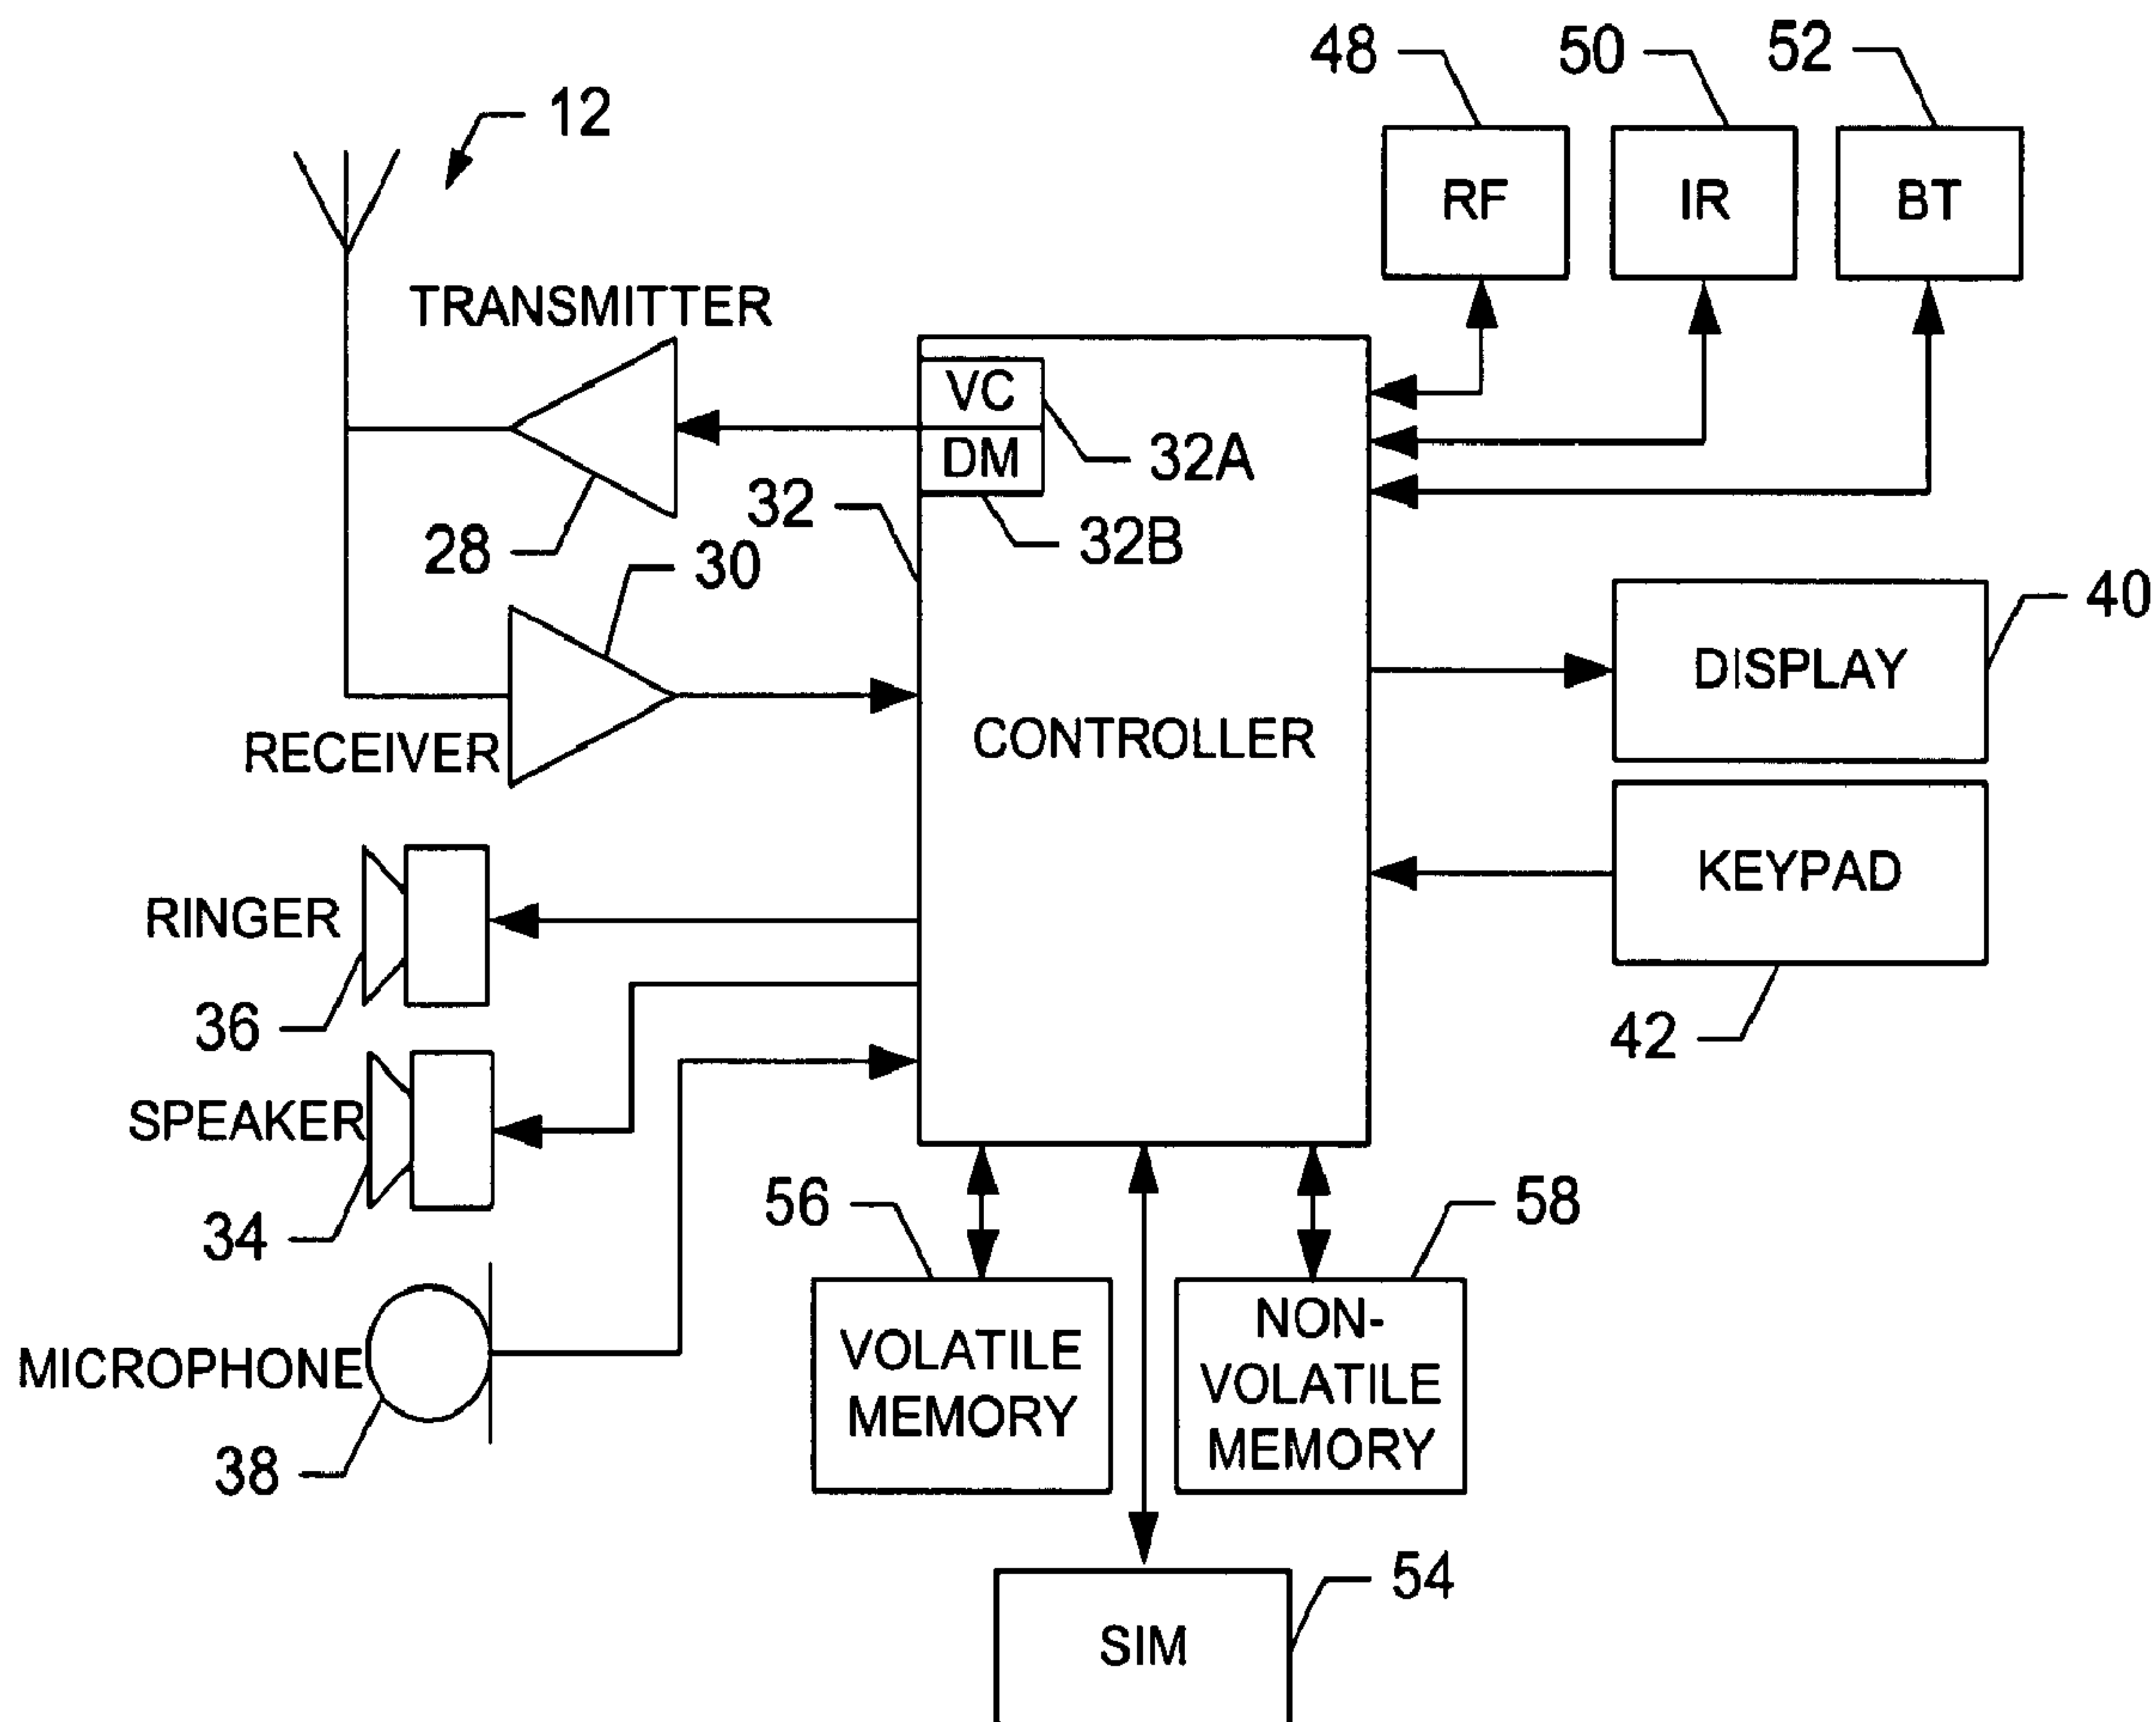 48
50
52
12
RF
IR
BT
TRANSMITTER
VC
DM
32A
32
32B
28
30
40
DISPLAY
CONTROLLER
RECEIVER
KEYPAD
RINGER
36
42
SPEAKER
34
56
58
MICROPHONE
38
VOLATILE
MEMORY
NON-
VOLATILE
MEMORY
54
SIM